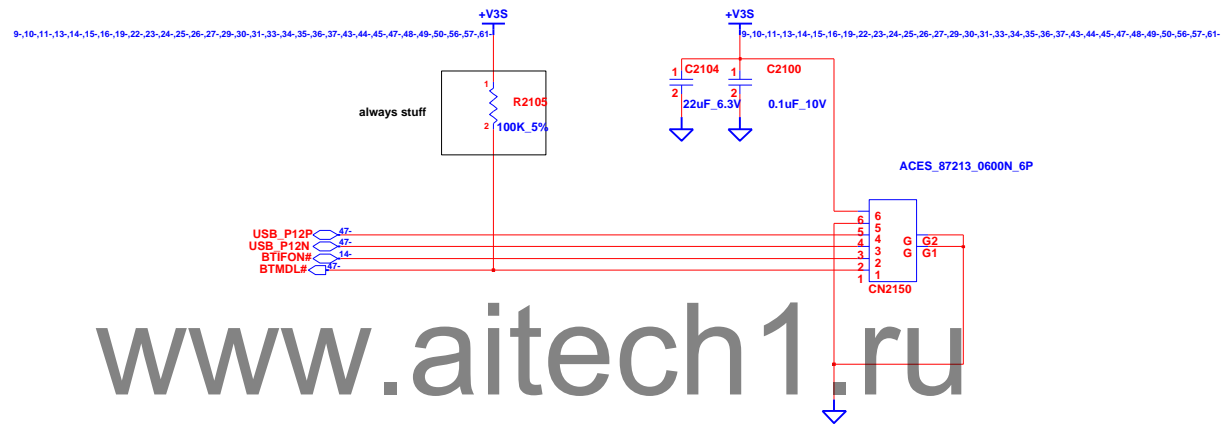 +V3S
+V3S
9-,10-,11-,13-,14-,15-,16-,19-,22-,23-,24-,25-,26-,27-,29-,30-,31-,33-,34-,35-,36-,37-,43-,44-,45-,47-,48-,49-,50-,56-,57-,61-
9-,10-,11-,13-,14-,15-,16-,19-,22-,23-,24-,25-,26-,27-,29-,30-,31-,33-,34-,35-,36-,37-,43-,44-,45-,47-,48-,49-,50-,56-,57-,61-
1
C2104
1
C2100
1
2
2
R2105
22uF_6.3V
0.1uF_10V
always stuff
2
100K_5%
ACES_87213_0600N_6P
6
6
5
USB_P12P
47-
5
4
G
G2
USB_P12N
47-
4
3
G
G1
BTIFON#
14-
3
2
BTMDL#
47-
2
1
1
CN2150
www.aitech1.ru